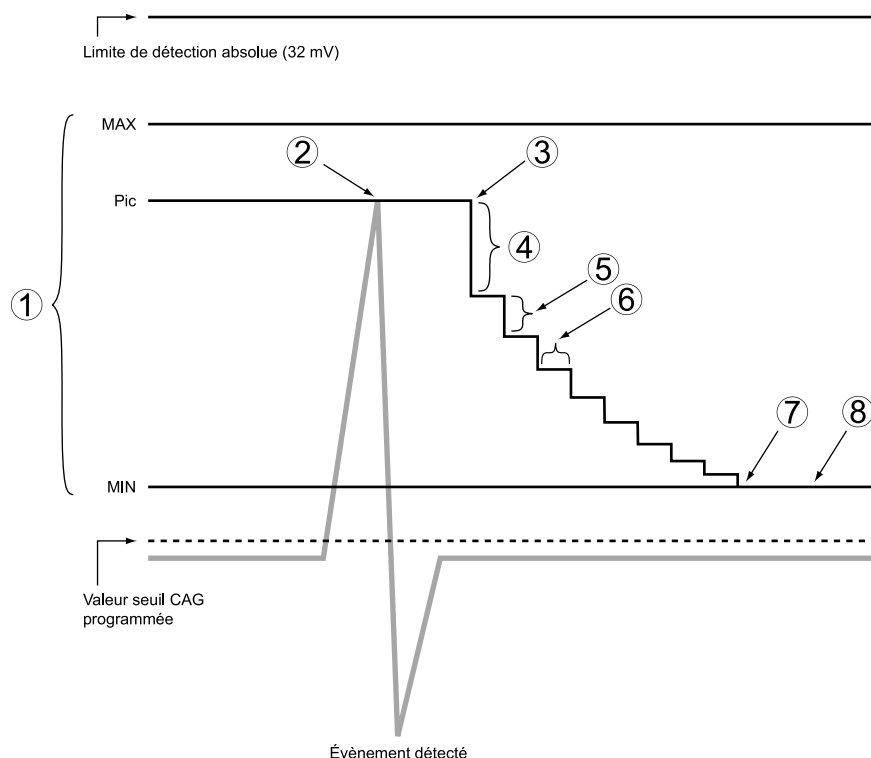 Limite de détection absolue (32 mV)
MAX
2
3
Pic
4
5
1
6
7
8
MIN
Valeur seuil CAG
programmée
Évènement détecté